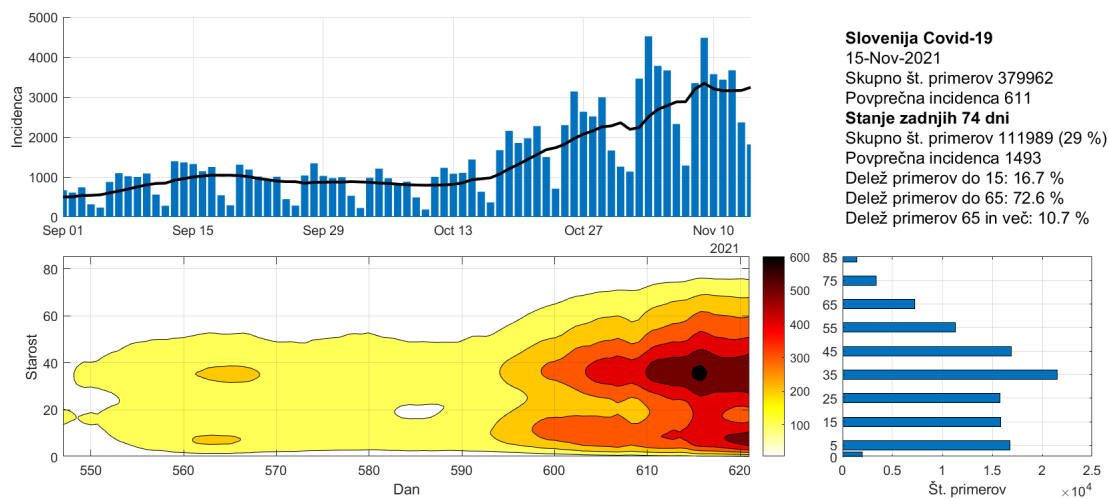 5000
4000
3000
2000
1000
0
Incidenca
Sep 01 Sep 15 Sep 29 Oct 13 Oct 27 Nov 10
2021
Slovenija Covid-19
15-Nov-2021
Skupno št. primerov 379962
Povprečna incidenca 611
Stanje zadnjih 74 dni
Skupno št. primerov 111989 (29 %)
Povprečna incidenca 1493
Delež primerov do 15: 16.7 %
Delež primerov do 65: 72.6 %
Delež primerov 65 in več: 10.7 %
80
60
40
20
0
Starost
550 560 570 580 590 600 610 620
Dan
600
500
400
300
200
100
85
75
65
55
45
35
25
15
5
0
0 0.5 1 1.5 2 2.5
Št. primerov
×10^4